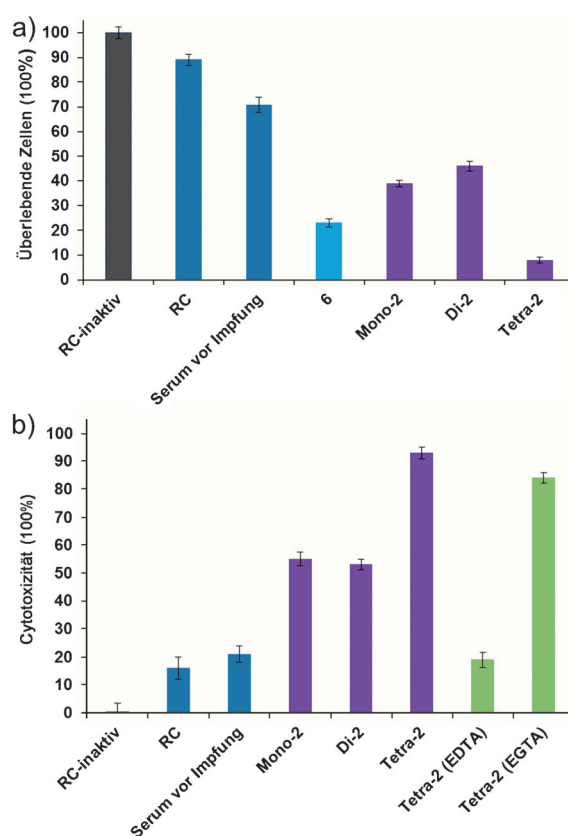 a)
Überlebende Zellen (100%)
100
90
80
70
60
50
40
30
20
10
0
RC-inaktiv
RC
Serum vor Impfung
6
Mono-2
Di-2
Tetra-2
b)
Cytotoxizität (100%)
100
90
80
70
60
50
40
30
20
10
0
RC-inaktiv
RC
Serum vor Impfung
Mono-2
Di-2
Tetra-2
Tetra-2 (EDTA)
Tetra-2 (EGTA)